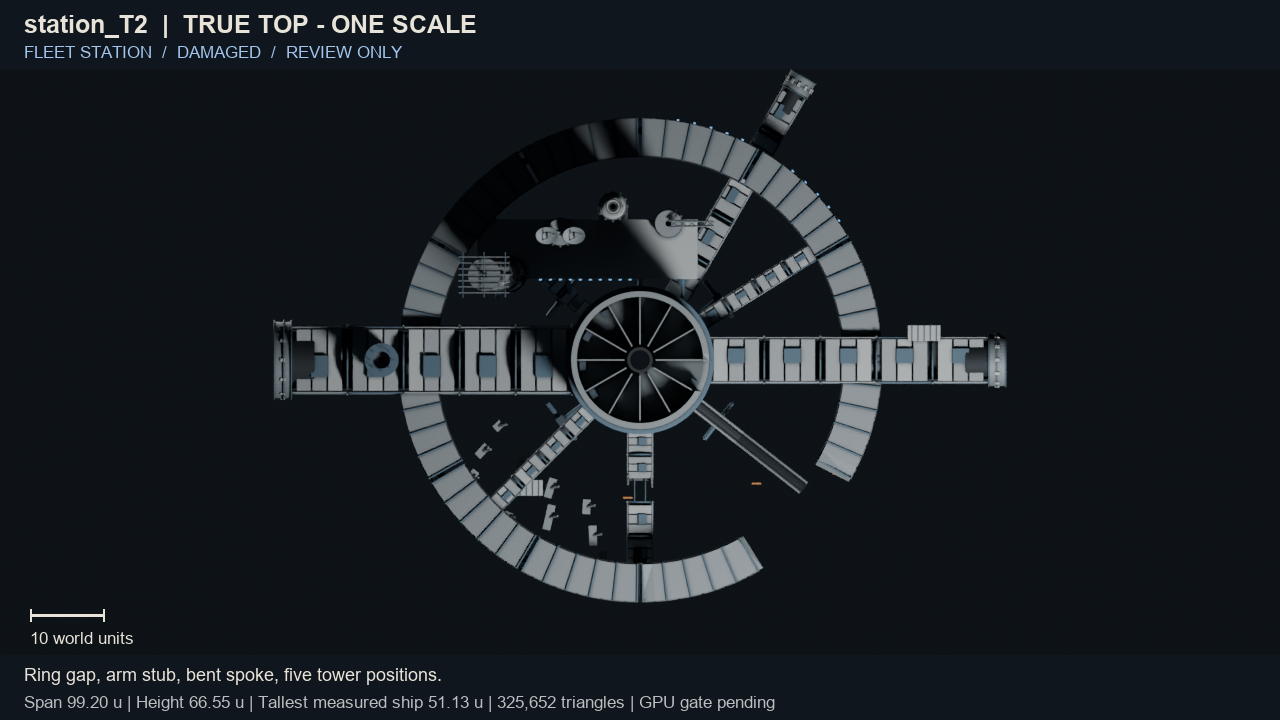 station_T2 | TRUE TOP - ONE SCALE
FLEET STATION / DAMAGED / REVIEW ONLY
10 world units
Ring gap, arm stub, bent spoke, five tower positions.
Span 99.20 u | Height 66.55 u | Tallest measured ship 51.13 u | 325,652 triangles | GPU gate pending